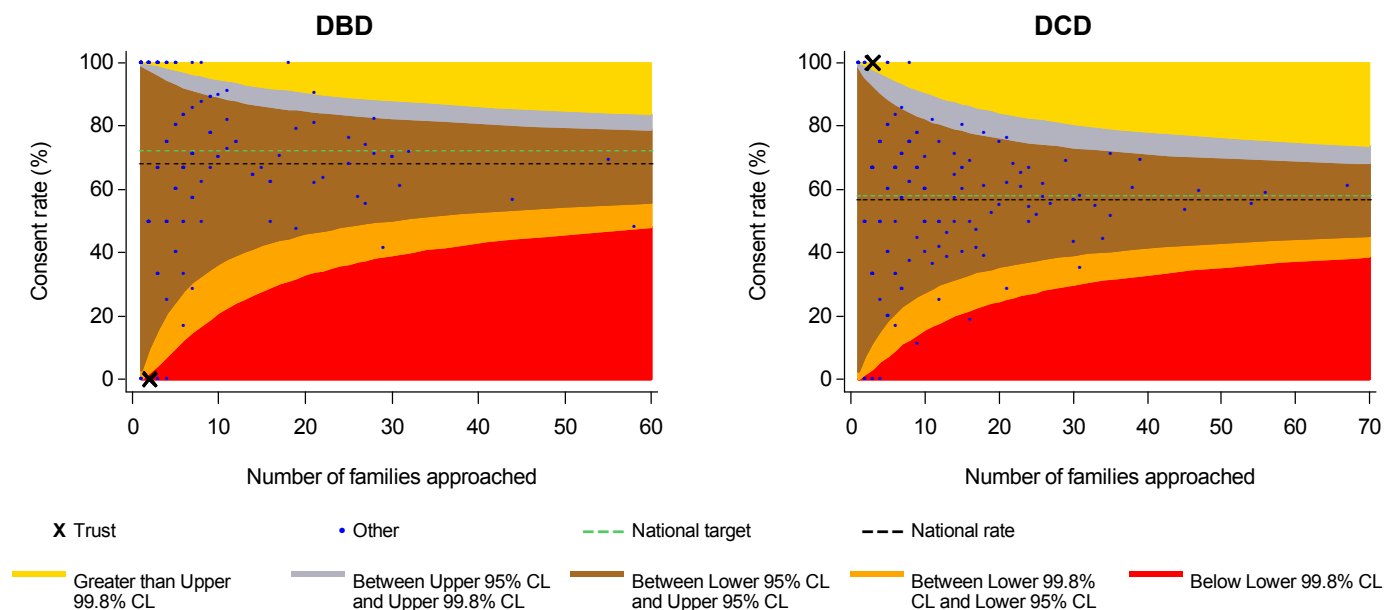 DBD
DCD
Consent rate (%)
100
80
60
40
20
0
0 10 20 30 40 50 60
Number of families approached
Consent rate (%)
100
80
60
40
20
0
0 10 20 30 40 50 60 70
Number of families approached
X Trust
Other
National target
National rate
Greater than Upper
99.8% CL
Between Upper 95% CL
and Upper 99.8% CL
Between Lower 95% CL
and Upper 95% CL
Between Lower 99.8%
CL and Lower 95% CL
Below Lower 99.8% CL